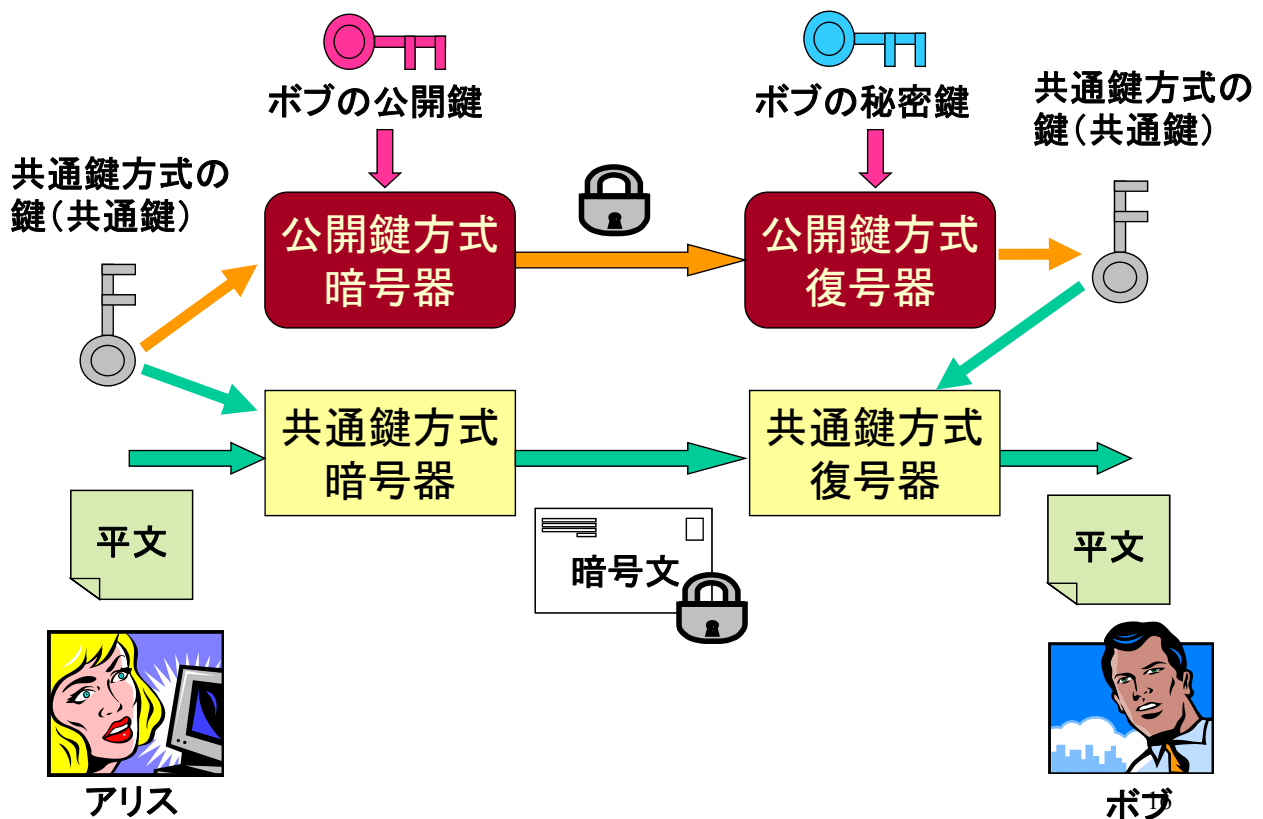 ボブの公開鍵
ボブの秘密鍵
共通鍵方式の
鍵(共通鍵)
共通鍵方式の
鍵(共通鍵)
公開鍵方式
暗号器
公開鍵方式
復号器
共通鍵方式
暗号器
共通鍵方式
復号器
平文
暗号文
平文
アリス
ボブ
16